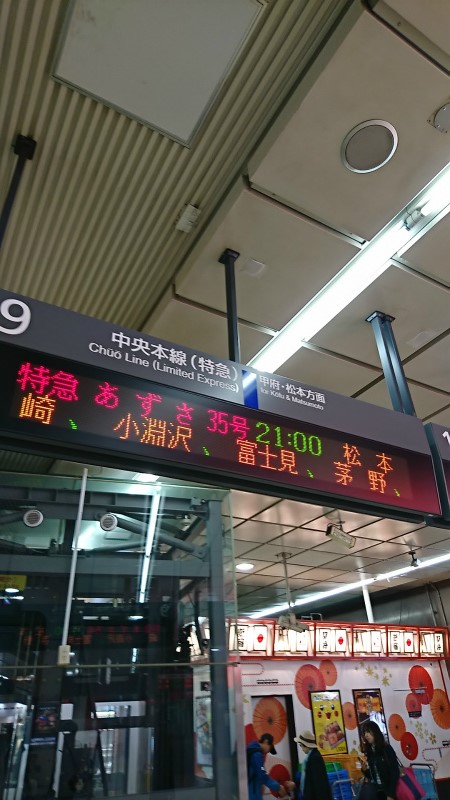 9
中央本線(特急)
Chūō Line (Limited Express)
甲府・松本方面
for Kōfu & Matsumoto
特急 あずさ 35号 21:00 松本
崎、小淵沢、富士見、茅野、